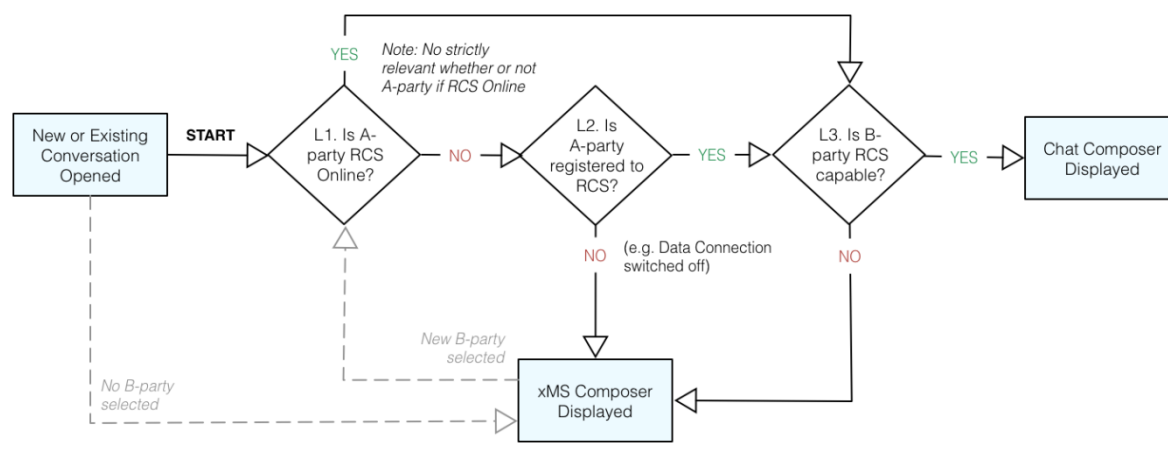 YES
Note: No strictly
relevant whether or not
A-party if RCS Online
New or Existing
Conversation
Opened
START
L1. Is A-
party RCS
Online?
NO
L2. Is
A-party
registered to
RCS?
YES
L3. Is B-
party RCS
capable?
YES
Chat Composer
Displayed
NO
(e.g. Data Connection
switched off)
NO
New B-party
selected
No B-party
selected
xMS Composer
Displayed